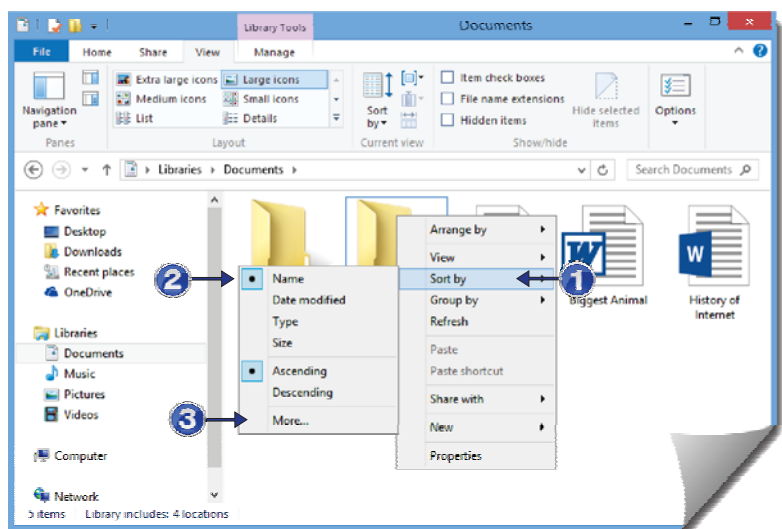 Library Tools
Documents
File Home Share View Manage
Extra large icons Large icons
Medium icons Small icons
List Details
Navigation pane
Sort by
Item check boxes
File name extensions
Hidden items
Hide selected items
Options
Panes Layout Current view Show/hide
Libraries Documents
Search Documents
Favorites
Desktop
Downloads
Recent places
OneDrive
Libraries
Documents
Music
Pictures
Videos
Computer
Network
5 items Library includes: 4 locations
Arrange by
View
Sort by
Group by
Refresh
Paste
Paste shortcut
Share with
New
Properties
1
2
Name
Date modified
Type
Size
Ascending
Descending
3
More...
W
Biggest Animal
W
History of
Internet